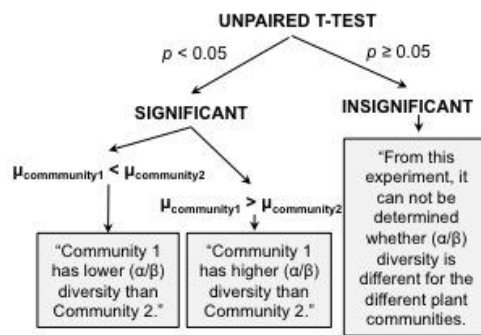 UNPAIRED T-TEST
p < 0.05
p ≥ 0.05
SIGNIFICANT
INSIGNIFICANT
μcommmunity1 < μcommunity2
μcommunity1 > μcommunity2
“Community 1
has lower (α/β)
diversity than
Community 2.”
“Community 1
has higher (α/β)
diversity than
Community 2.”
“From this
experiment, it
can not be
determined
whether (α/β)
diversity is
different for the
different plant
communities.